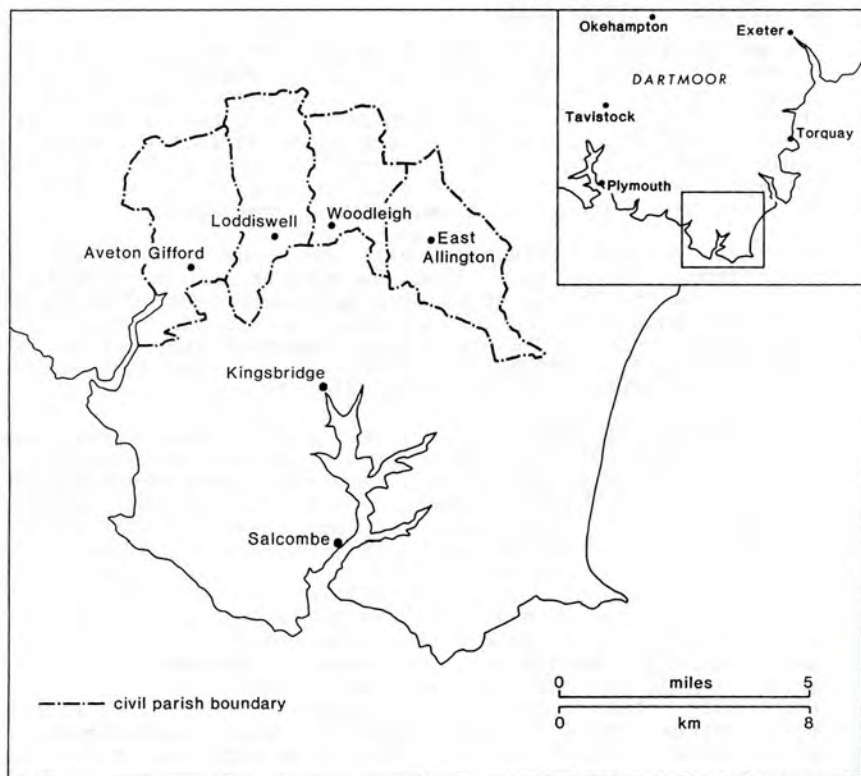 Okehampton
Exeter
DARTMOOR
Tavistock
Torquay
Plymouth
Loddiswell
Woodleigh
East
Allington
Aveton Gifford
Kingsbridge
Salcombe
civil parish boundary
0 miles 5
0 km 8